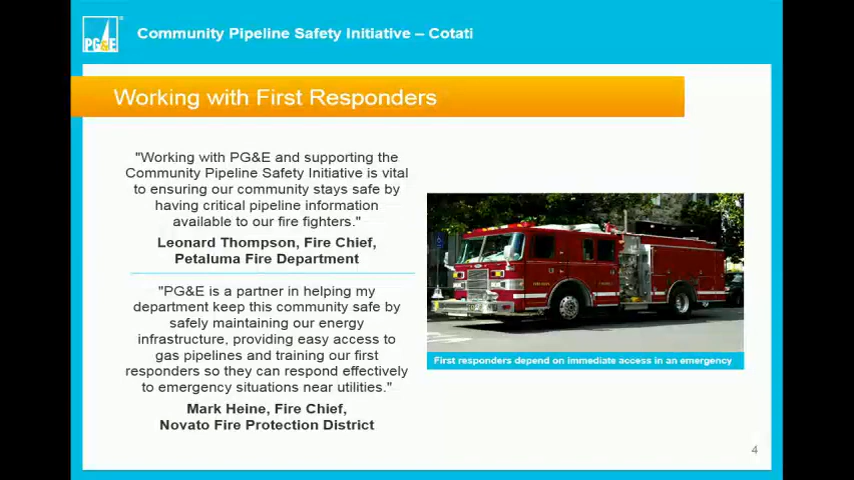 PG&E
Community Pipeline Safety Initiative – Cotati
Working with First Responders
"Working with PG&E and supporting the
Community Pipeline Safety Initiative is vital
to ensuring our community stays safe by
having critical pipeline information
available to our fire fighters."
Leonard Thompson, Fire Chief,
Petaluma Fire Department
"PG&E is a partner in helping my
department keep this community safe by
safely maintaining our energy
infrastructure, providing easy access to
gas pipelines and training our first
responders so they can respond effectively
to emergency situations near utilities."
Mark Heine, Fire Chief,
Novato Fire Protection District
First responders depend on immediate access in an emergency
4